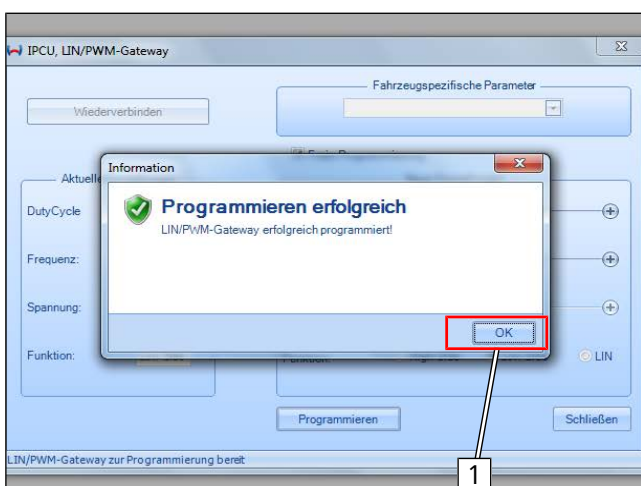 IPCU, LIN/PWM-Gateway
Fahrzeugspezifische Parameter
Wiederverbinden
Information
Programmieren erfolgreich
LIN/PWM-Gateway erfolgreich programmiert!
DutyCycle
Frequenz:
Spannung:
OK
Funktion:
LIN
Programmieren
Schließen
LIN/PWM-Gateway zur Programmierung bereit
1